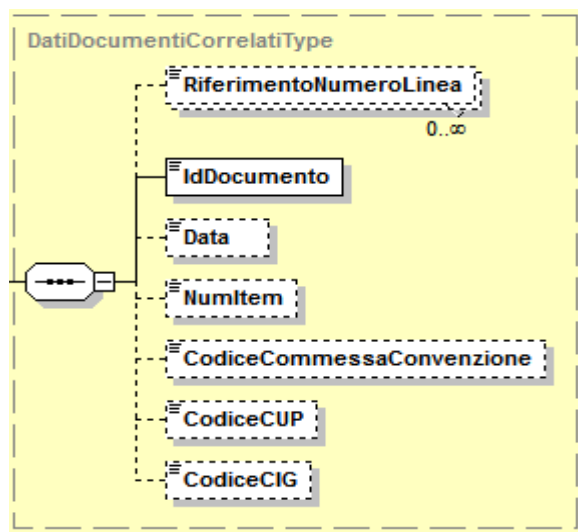 DatiDocumentiCorrelatiType
RiferimentoNumeroLinea
0..∞
IdDocumento
Data
NumItem
CodiceCommessaConvenzione
CodiceCUP
CodiceCIG